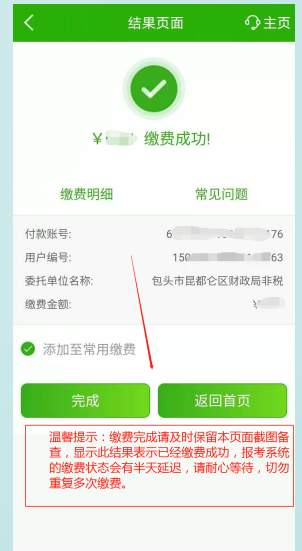 结果页面 主页
¥ 缴费成功!
缴费明细 常见问题
付款账号: 6 176
用户编号: 150 63
委托单位名称: 包头市昆都仑区财政局非税
缴费金额: ¥
添加至常用缴费
完成 返回首页
温馨提示：缴费完成请及时保留本页面截图备
查，显示此结果表示已经缴费成功，报考系统
的缴费状态会有半天延迟，请耐心等待，切勿
重复多次缴费。